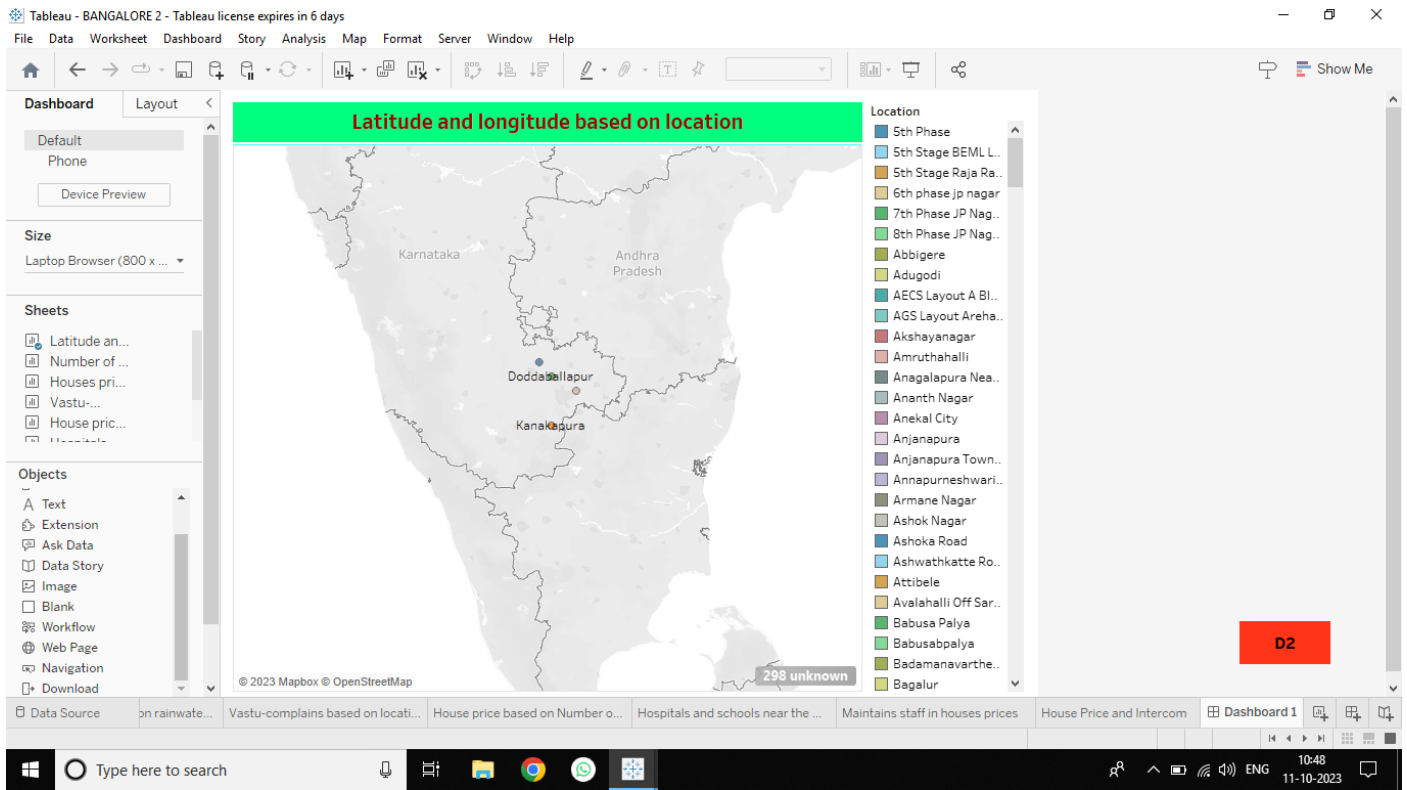 Tableau - BANGALORE 2 - Tableau license expires in 6 days
File Data Worksheet Dashboard Story Analysis Map Format Server Window Help
Show Me
Dashboard Layout
Default
Phone
Device Preview
Size
Laptop Browser (800 x ...
Sheets
Latitude an...
Number of ...
Houses pri...
Vastu-...
House pric...
Objects
Text
Extension
Ask Data
Data Story
Image
Blank
Workflow
Web Page
Navigation
Download
Latitude and longitude based on location
Karnataka
Andhra
Pradesh
Doddaballapur
Kanakapura
© 2023 Mapbox © OpenStreetMap
298 unknown
Location
5th Phase
5th Stage BEML L..
5th Stage Raja Ra..
6th phase jp nagar
7th Phase JP Nag..
8th Phase JP Nag..
Abbigere
Adugodi
AECS Layout A Bl..
AGS Layout Areha..
Akshayanagar
Amruthahalli
Anagalapura Nea..
Ananth Nagar
Anekal City
Anjanapura
Anjanapura Town..
Annapurneshwari..
Armane Nagar
Ashok Nagar
Ashoka Road
Ashwathkatte Ro..
Attibele
Avalahalli Off Sar..
Babusa Palya
Babusabpalya
Badamanavarthe..
Bagalur
D2
Data Source on rainwate... Vastu-complains based on locati... House price based on Number o... Hospitals and schools near the ... Maintains staff in houses prices House Price and Intercom Dashboard 1
Type here to search
ENG
10:48
11-10-2023